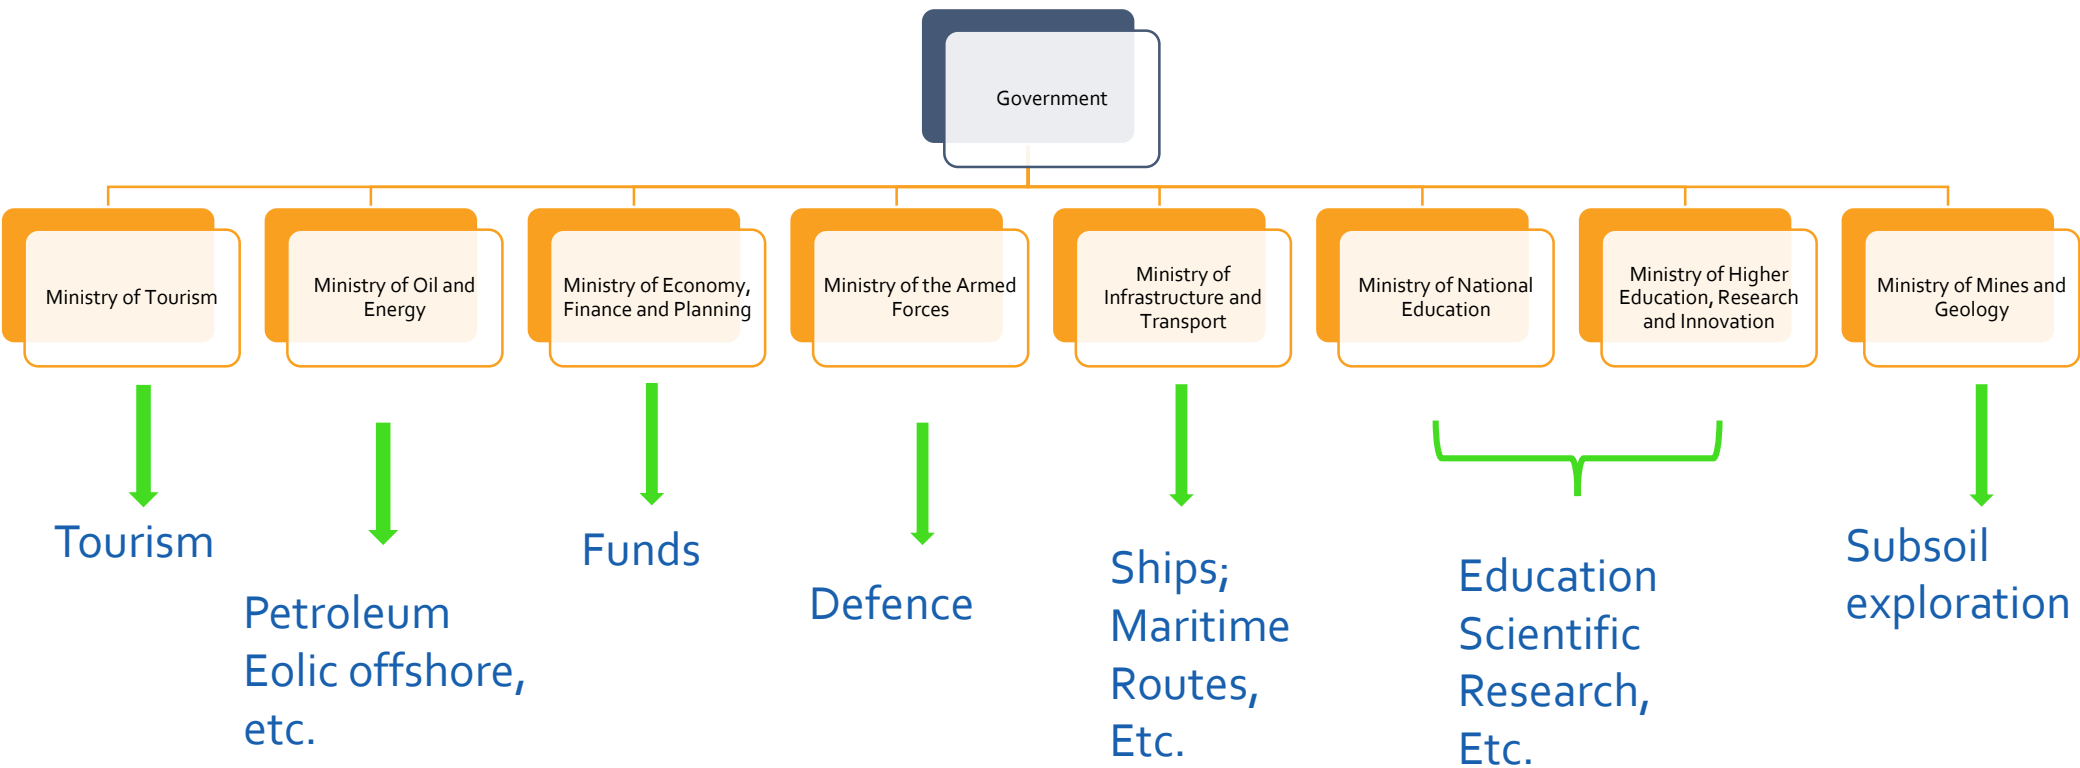 Government
Ministry of Tourism
Ministry of Oil and
Energy
Ministry of Economy,
Finance and Planning
Ministry of the Armed
Forces
Ministry of
Infrastructure and
Transport
Ministry of National
Education
Ministry of Higher
Education, Research
and Innovation
Ministry of Mines and
Geology
Tourism
Petroleum
Eolic offshore,
etc.
Funds
Defence
Ships;
Maritime
Routes,
Etc.
Education
Scientific
Research,
Etc.
Subsoil
exploration